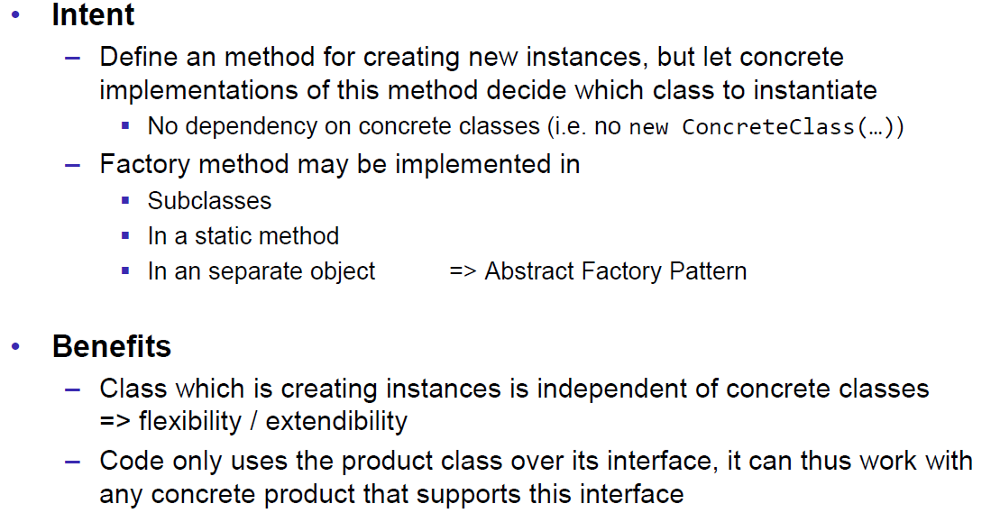 • Intent
– Define an method for creating new instances, but let concrete
implementations of this method decide which class to instantiate
▪ No dependency on concrete classes (i.e. no new ConcreteClass(…))
– Factory method may be implemented in
▪ Subclasses
▪ In a static method
▪ In an separate object => Abstract Factory Pattern
• Benefits
– Class which is creating instances is independent of concrete classes
=> flexibility / extendibility
– Code only uses the product class over its interface, it can thus work with
any concrete product that supports this interface